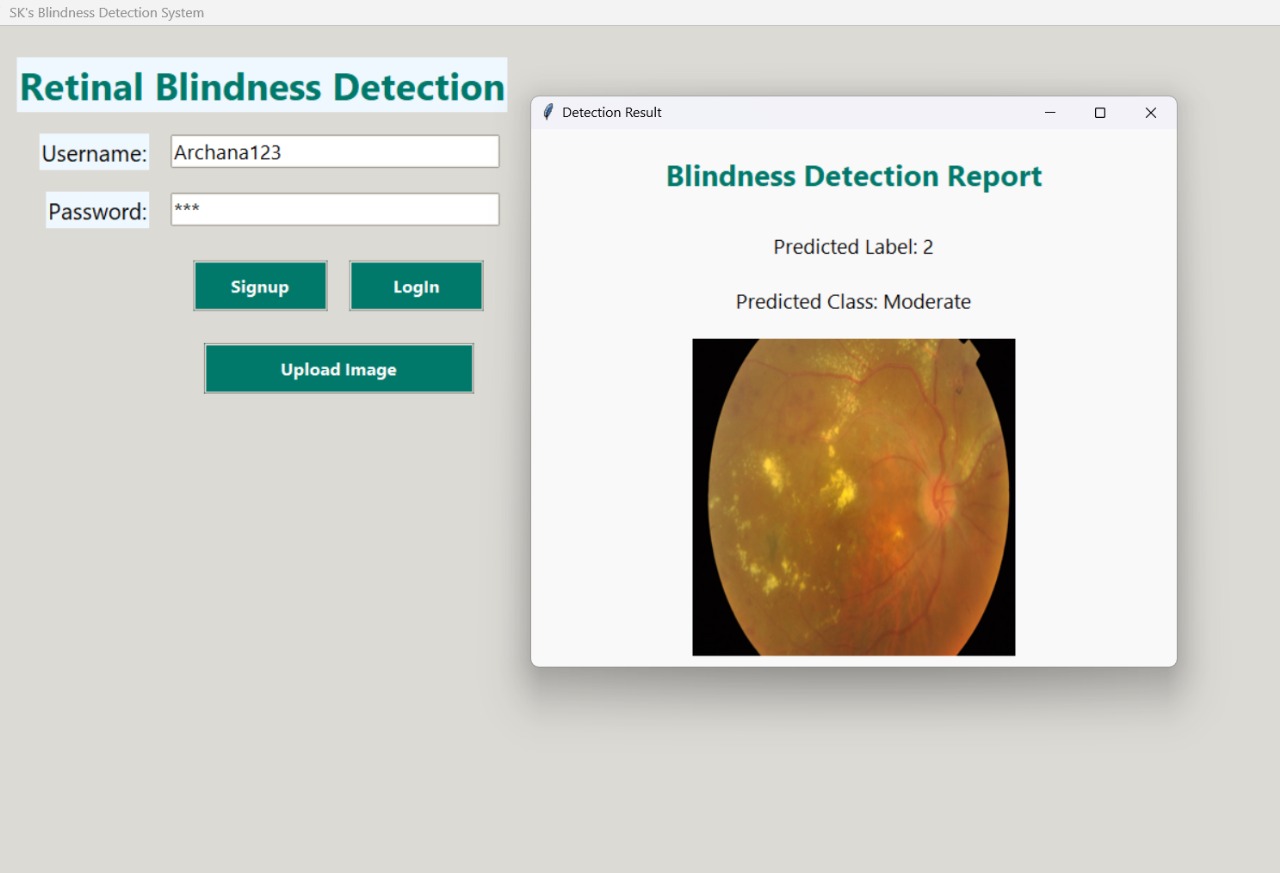 SK's Blindness Detection System
Retinal Blindness Detection
Username: Archana123
Password: ***
Signup LogIn
Upload Image
Detection Result
Blindness Detection Report
Predicted Label: 2
Predicted Class: Moderate